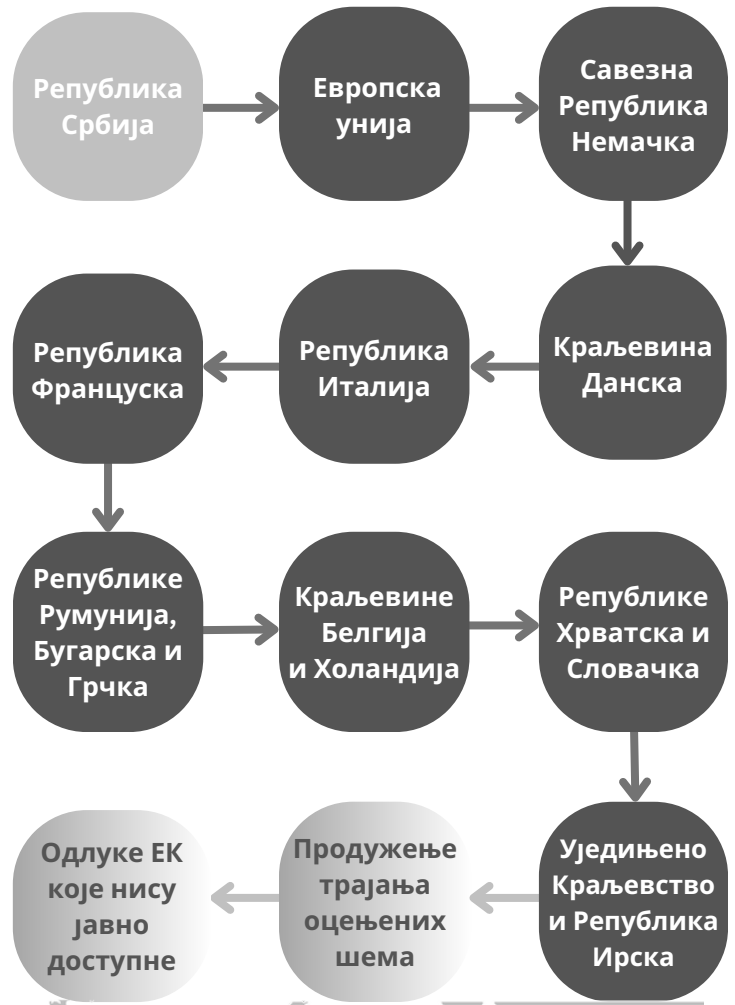 Република
Србија
Европска
унија
Савезна
Република
Немачка
Краљевина
Данска
Република
Италија
Република
Француска
Републике
Румунија,
Бугарска и
Грчка
Краљевине
Белгија
и Холандија
Републике
Хрватска и
Словачка
Уједињено
Краљевство
и Република
Ирска
Продужење
трајања
оцењених
шема
Одлуке ЕК
које нису
јавно
доступне